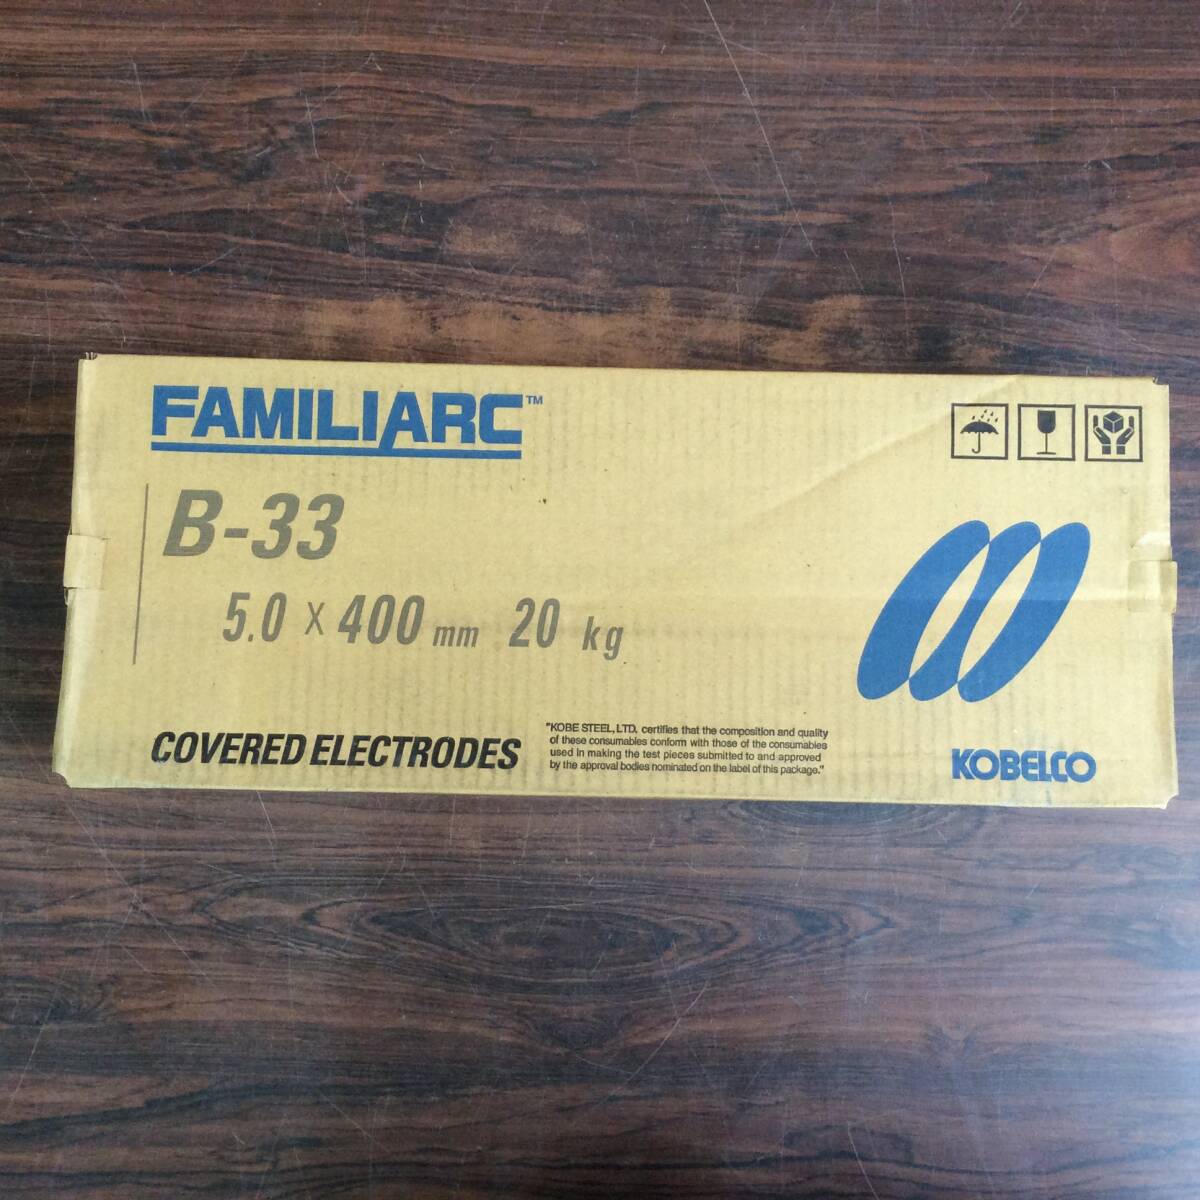 FAMILIARC™
B-33
5.0 × 400 mm 20 kg
COVERED ELECTRODES
"KOBE STEEL, LTD. certifies that the composition and quality
of these consumables conform with those of the consumables
used in making the test pieces submitted to and approved
by the approval bodies nominated on the label of this package."
KOBELCO